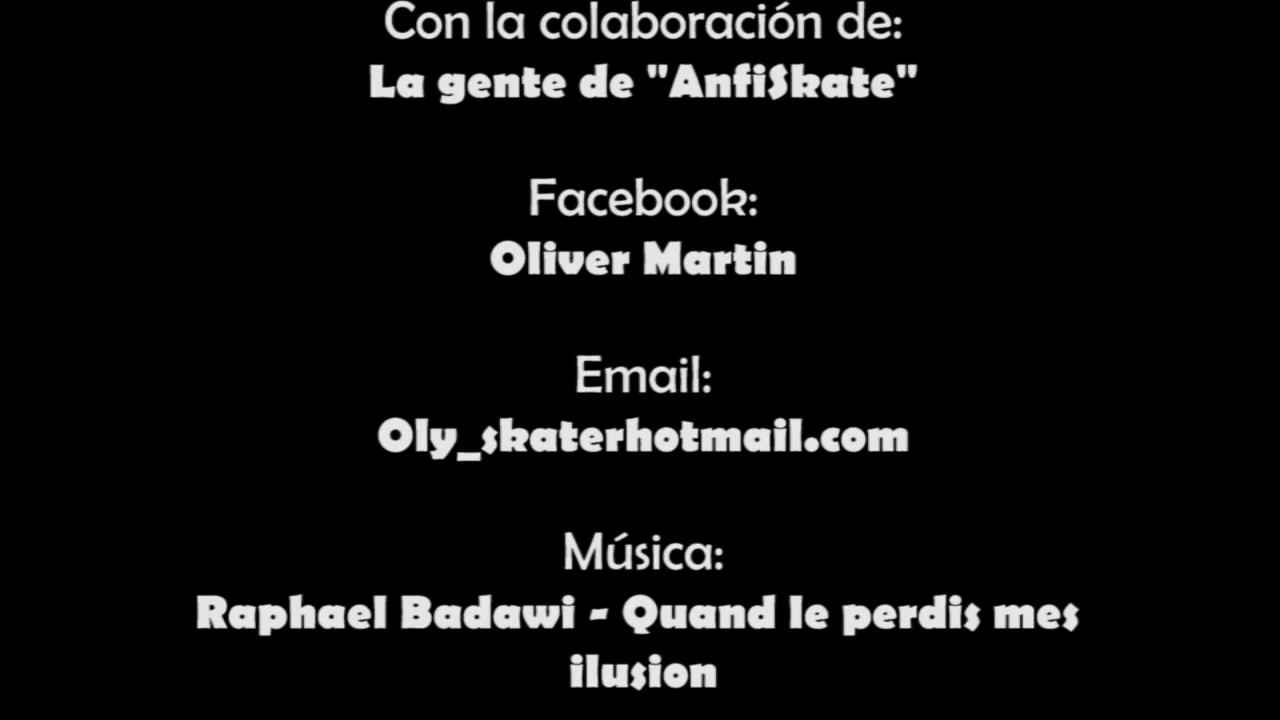 Con la colaboración de:
La gente de "AnfiSkate"
Facebook:
Oliver Martin
Email:
Oly_skaterhotmail.com
Música:
Raphael Badawi - Quand le perdis mes
ilusion